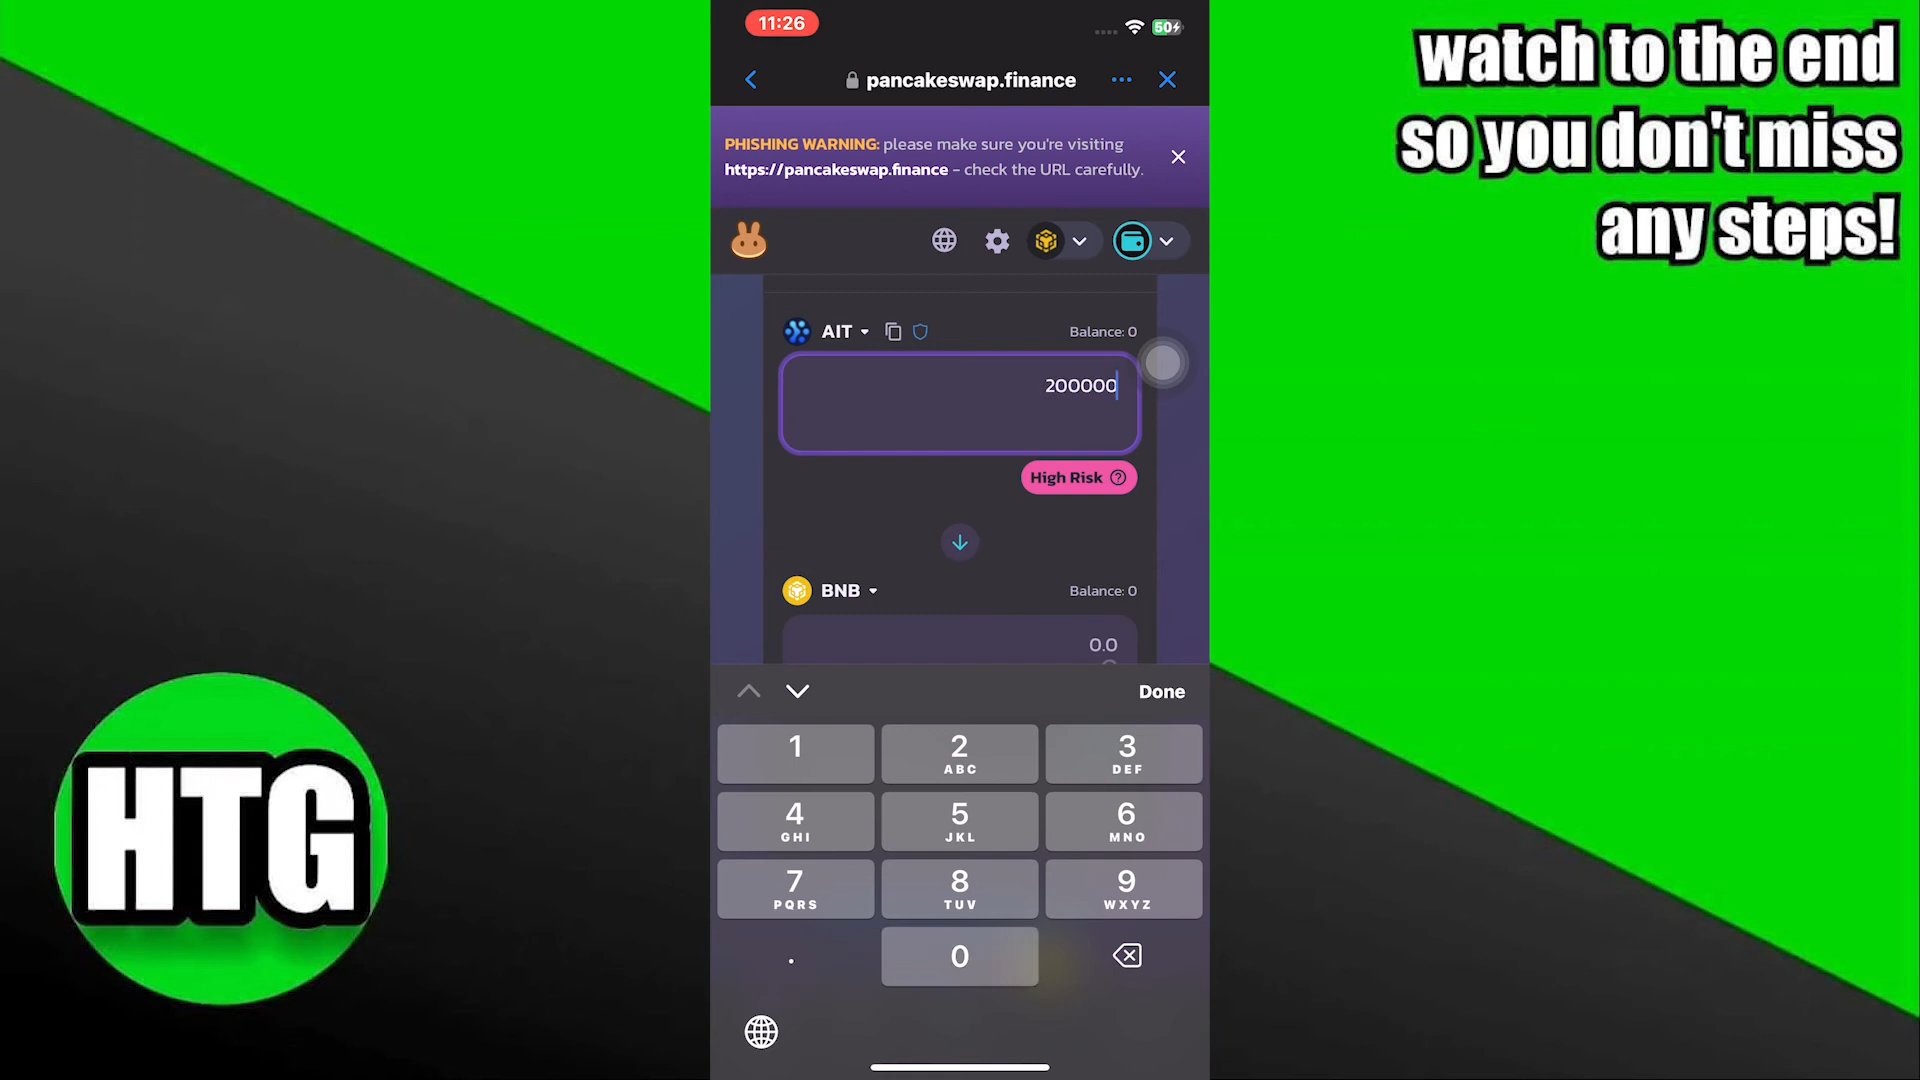 11:26
50
pancakeswap.finance
PHISHING WARNING: please make sure you're visiting
https://pancakeswap.finance - check the URL carefully.
AIT
Balance: 0
200000
High Risk
BNB
Balance: 0
0.0
Done
1
2
ABC
3
DEF
4
GHI
5
JKL
6
MNO
7
PQRS
8
TUV
9
WXYZ
.
0
watch to the end
so you don't miss
any steps!
HTG